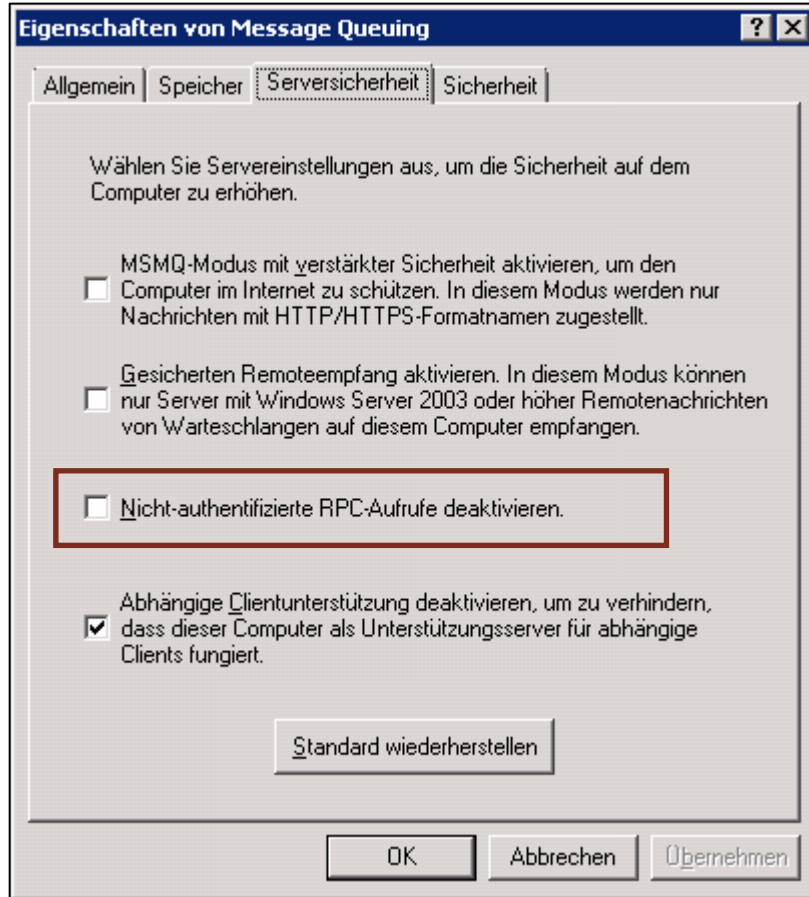 Eigenschaften von Message Queuing
Allgemein Speicher Serversicherheit Sicherheit
Wählen Sie Servereinstellungen aus, um die Sicherheit auf dem
Computer zu erhöhen.
MSMQ-Modus mit verstärkter Sicherheit aktivieren, um den
Computer im Internet zu schützen. In diesem Modus werden nur
Nachrichten mit HTTP/HTTPS-Formatnamen zugestellt.
Gesicherten Remoteempfang aktivieren. In diesem Modus können
nur Server mit Windows Server 2003 oder höher Remotenachrichten
von Warteschlangen auf diesem Computer empfangen.
Nicht-authentifizierte RPC-Aufrufe deaktivieren.
Abhängige Clientunterstützung deaktivieren, um zu verhindern,
dass dieser Computer als Unterstützungsserver für abhängige
Clients fungiert.
Standard wiederherstellen
OK Abbrechen Übernehmen